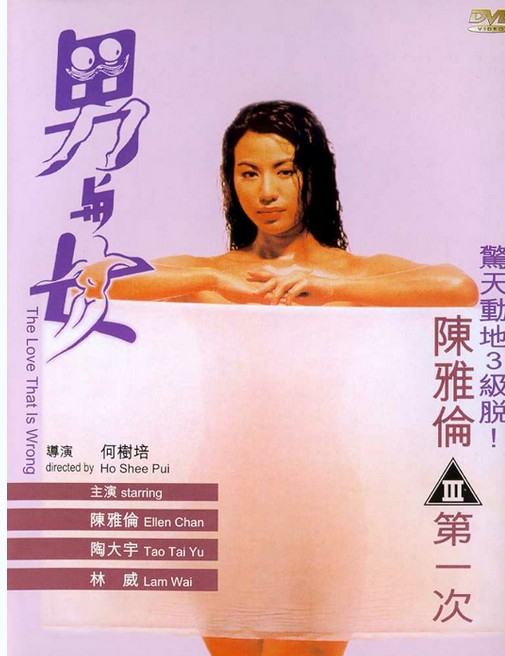 DVD
VIDEO
男與女
The Love That Is Wrong
導演 何樹培
directed by Ho Shee Pui
主演 starring
陳雅倫 Ellen Chan
陶大宇 Tao Tai Yu
林 威 Lam Wai
驚天動地3級脫！
陳雅倫
III
第一次